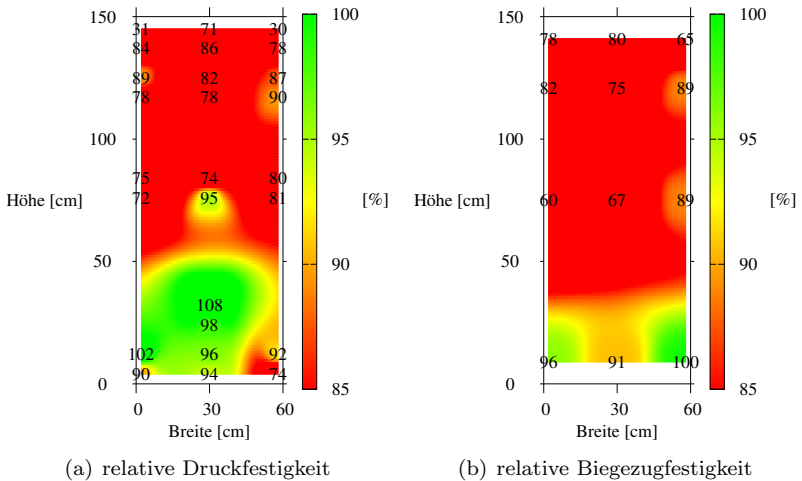 150
31 71 30
84 86 78
89 82 87
78 78 90
100
75 74 80
Höhe [cm]
72 95 81
50
108
98
102 96 92
90 94 74
0
0 30 60
Breite [cm]
100
95
[%]
90
85
(a) relative Druckfestigkeit
150
78 80 65
82 75 89
100
Höhe [cm]
60 67 89
50
96 91 100
0
0 30 60
Breite [cm]
100
95
[%]
90
85
(b) relative Biegezugfestigkeit